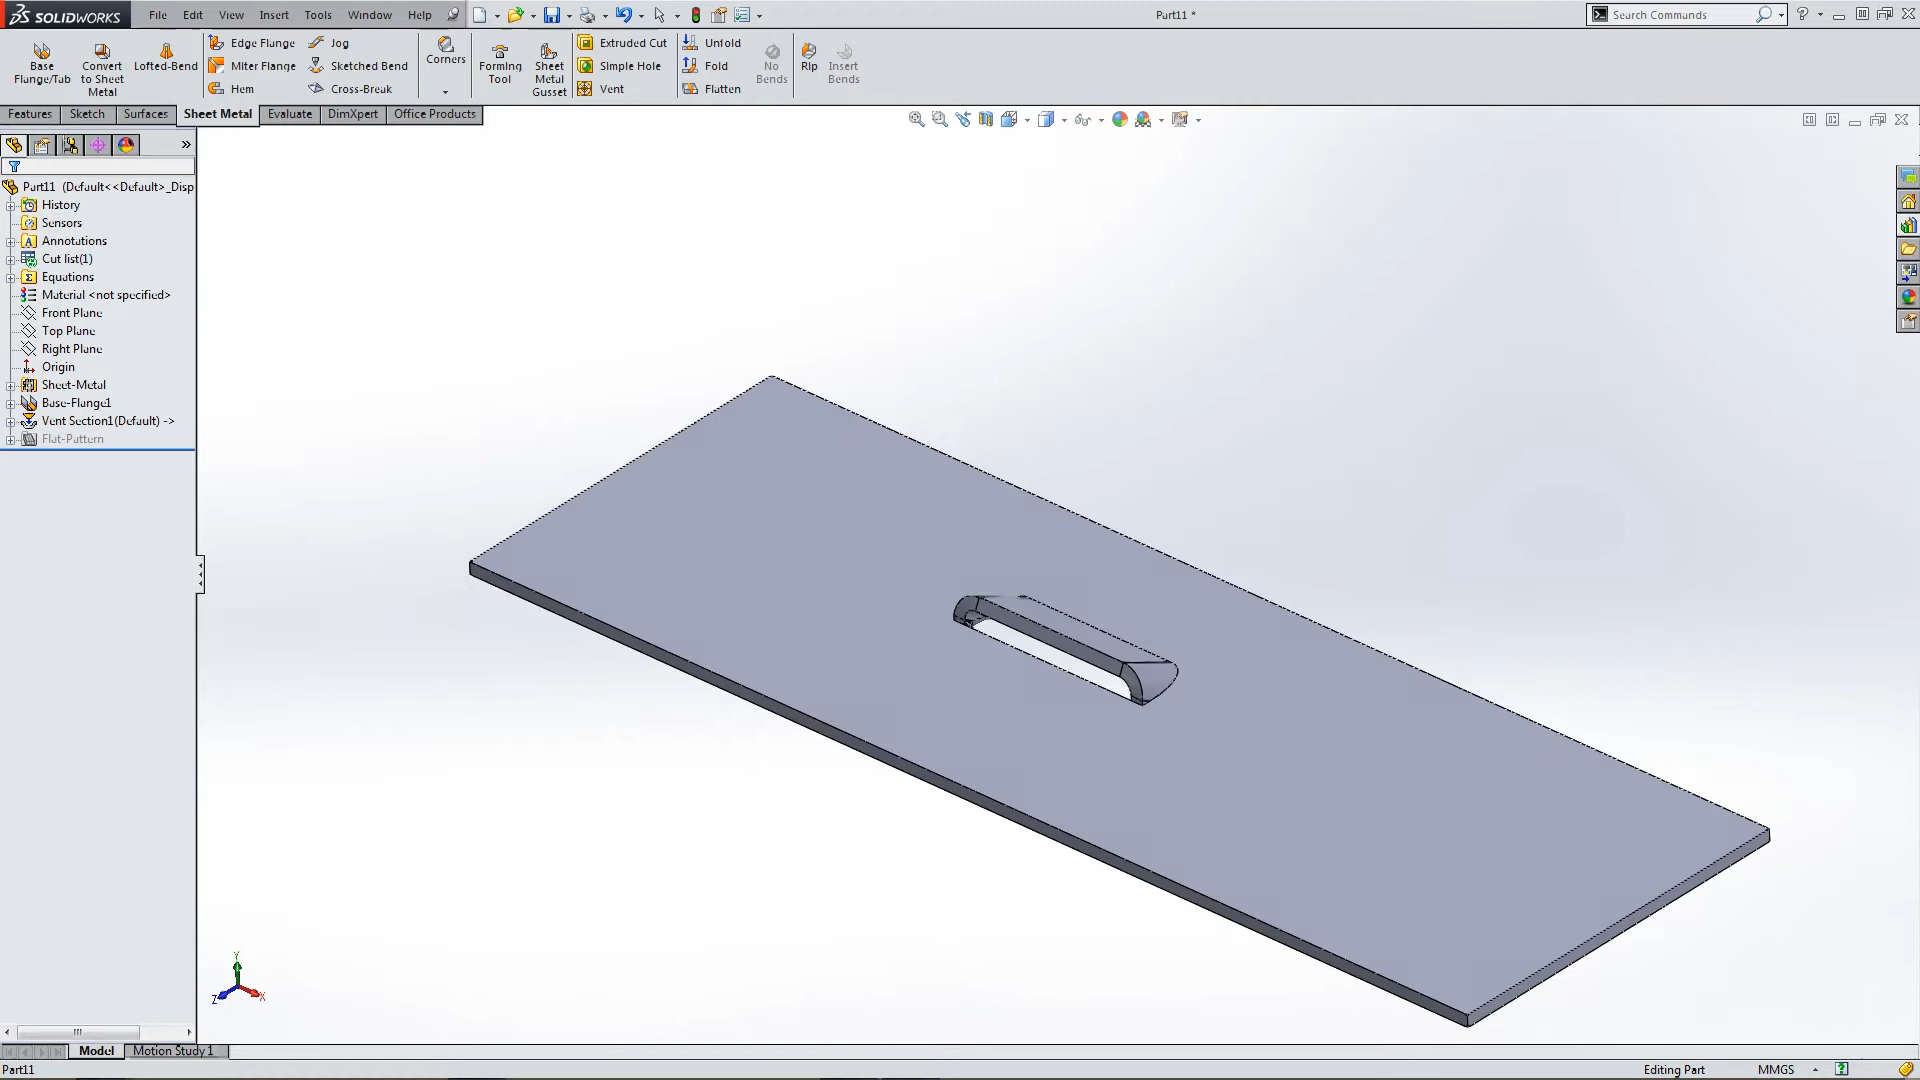 SOLIDWORKS File Edit View Insert Tools Window Help Part11 * Search Commands
Base Flange/Tab
Convert to Sheet Metal
Lofted-Bend
Edge Flange
Miter Flange
Hem
Jog
Sketched Bend
Cross-Break
Corners
Forming Tool
Sheet Metal Gusset
Extruded Cut
Simple Hole
Vent
Unfold
Fold
Flatten
No Bends
Rip
Insert Bends
Features Sketch Surfaces Sheet Metal Evaluate DimXpert Office Products
Part11 (Default<<Default>_Disp
History
Sensors
Annotations
Cut list(1)
Equations
Material <not specified>
Front Plane
Top Plane
Right Plane
Origin
Sheet-Metal
Base-Flange1
Vent Section1(Default) ->
Flat-Pattern
Y
Z X
Model Motion Study 1
Part11 Editing Part MMGS